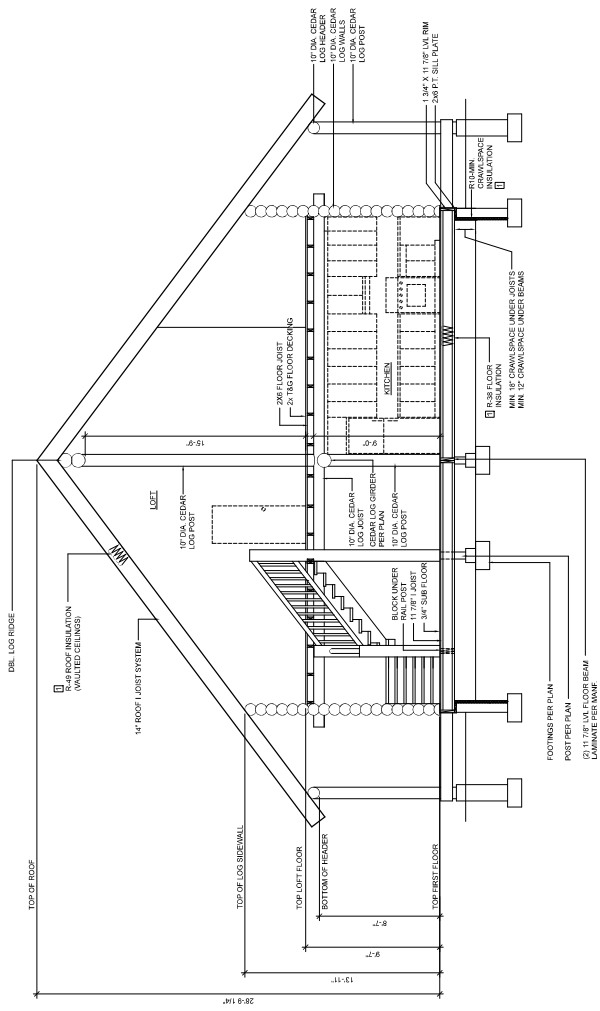 DBL. LOG RIDGE
1
R-49 ROOF INSULATION
(VAULTED CEILINGS)
14" ROOF I JOIST SYSTEM
TOP OF ROOF
TOP OF LOG SIDEWALL
TOP LOFT FLOOR
BOTTOM OF HEADER
TOP FIRST FLOOR
28'-9 1/4"
13'-11"
9'-7"
8'-7"
LOFT
10" DIA. CEDAR
LOG POST
15'-9"
2X6 FLOOR JOIST
2x T&G FLOOR DECKING
9'-0"
KITCHEN
10" DIA. CEDAR
LOG JOIST
CEDAR LOG GIRDER
PER PLAN
10" DIA. CEDAR
LOG POST
BLOCK UNDER
RAIL POST
11 7/8" I JOIST
3/4" SUB FLOOR
10" DIA. CEDAR
LOG HEADER
10" DIA. CEDAR
LOG WALLS
10" DIA. CEDAR
LOG POST
1 3/4" X 11 7/8" LVL RIM
2x6 P.T. SILL PLATE
R10-MIN.
CRAWLSPACE
INSULATION
1
R-38 FLOOR
1 INSULATION
MIN. 18" CRAWLSPACE UNDER JOISTS
MIN. 12" CRAWLSPACE UNDER BEAMS
FOOTINGS PER PLAN
POST PER PLAN
(2) 11 7/8" LVL FLOOR BEAM
LAMINATE PER MANF.